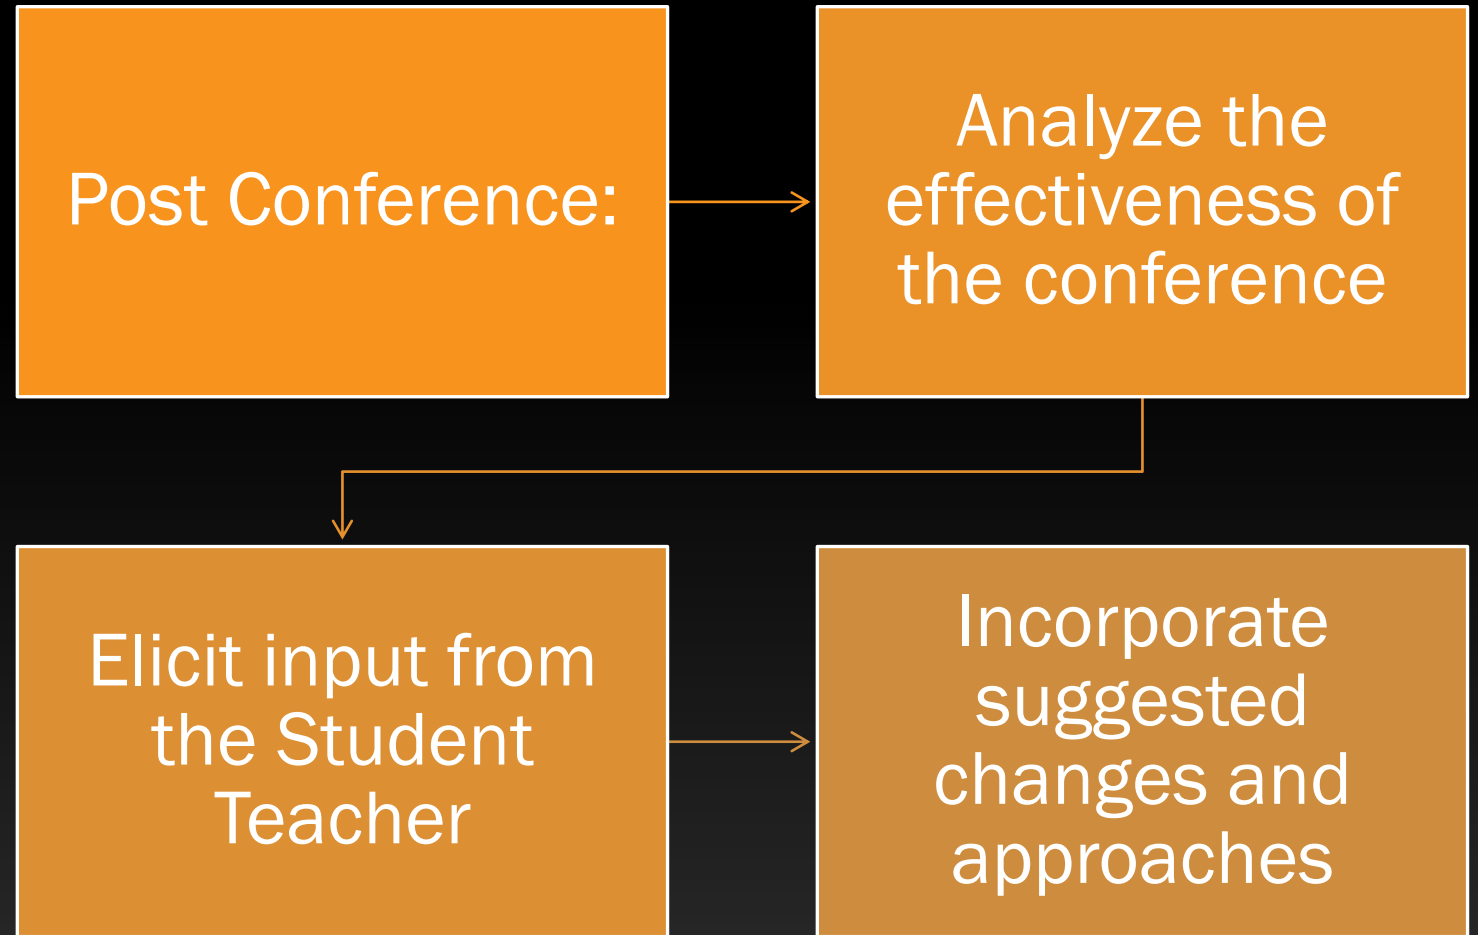 Post Conference:
Analyze the
effectiveness of
the conference
Elicit input from
the Student
Teacher
Incorporate
suggested
changes and
approaches